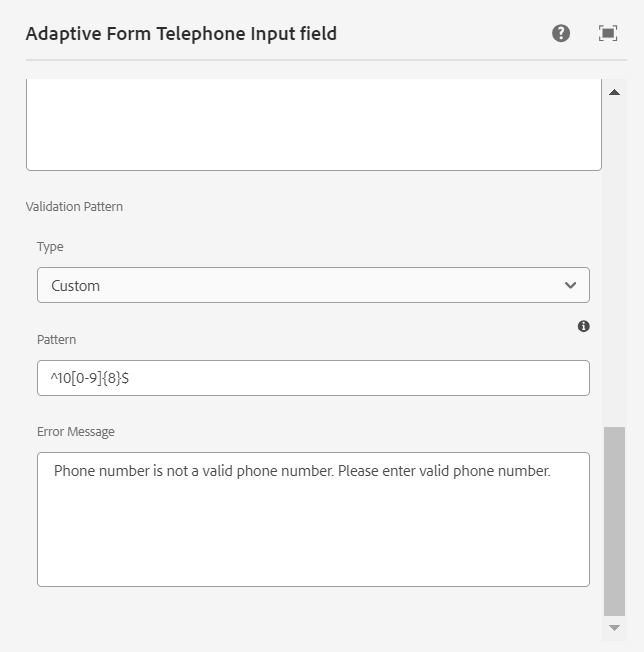 Adaptive Form Telephone Input field
Validation Pattern
Type
Custom
Pattern
^10[0-9]{8}$
Error Message
Phone number is not a valid phone number. Please enter valid phone number.